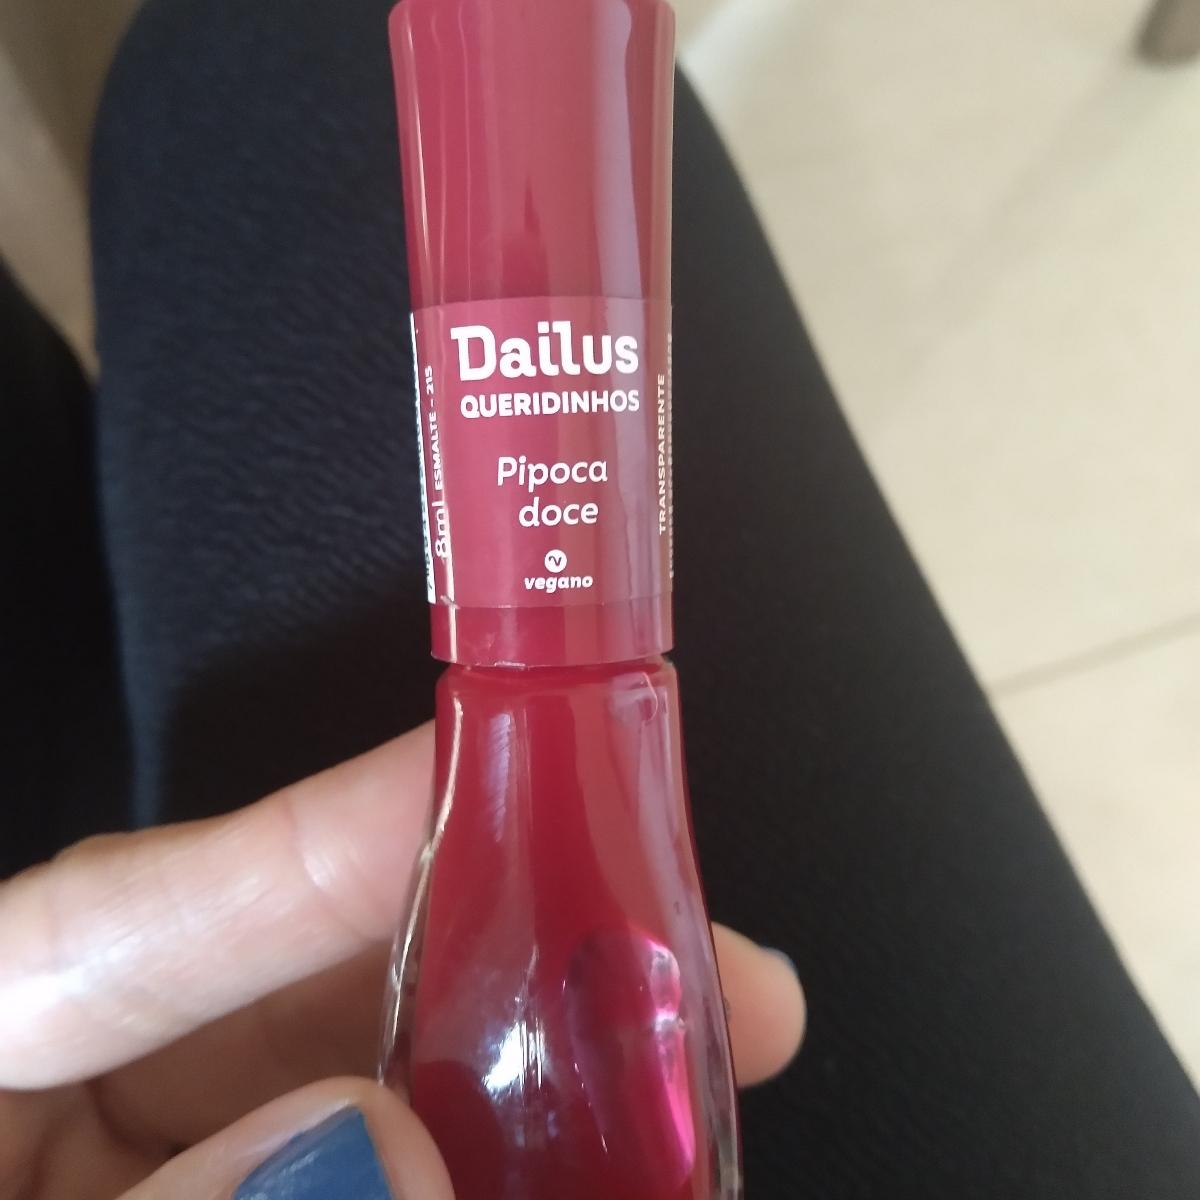 Dailus
QUERIDINHOS
Pipoca
doce
vegano
8ml ESMALTE - 215
TRANSPARENTE